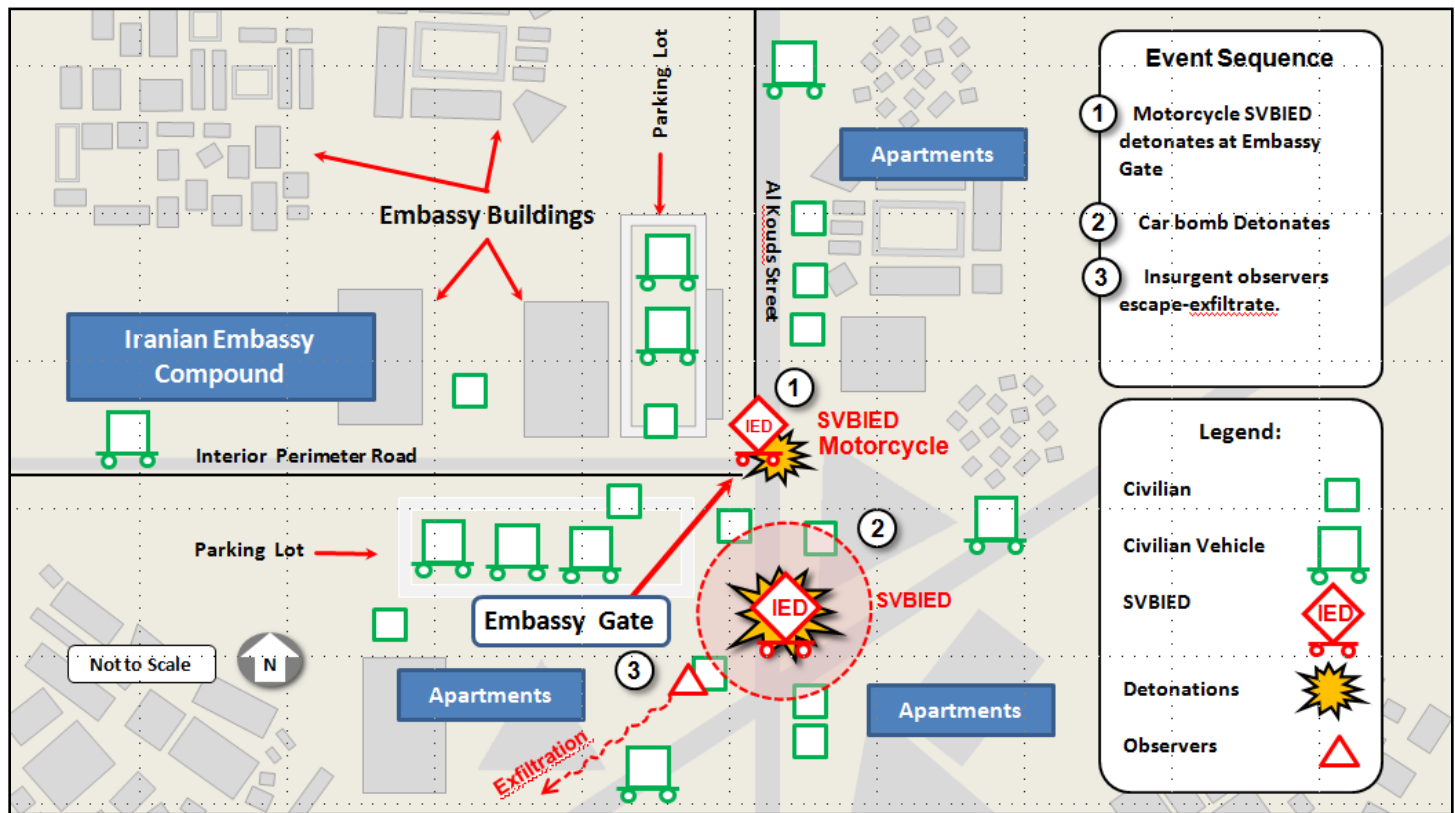 Parking Lot
Al Kouds Street
Apartments
Embassy Buildings
Iranian Embassy
Compound
Interior Perimeter Road
1
IED
SVBIED
Motorcycle
2
Parking Lot
IED
SVBIED
Embassy Gate
3
Not to Scale
N
Apartments
Apartments
Exfiltration
Event Sequence
1 Motorcycle SVBIED
detonates at Embassy
Gate
2 Car bomb Detonates
3 Insurgent observers
escape-exfiltrate.
Legend:
Civilian
Civilian Vehicle
SVBIED
IED
Detonations
Observers